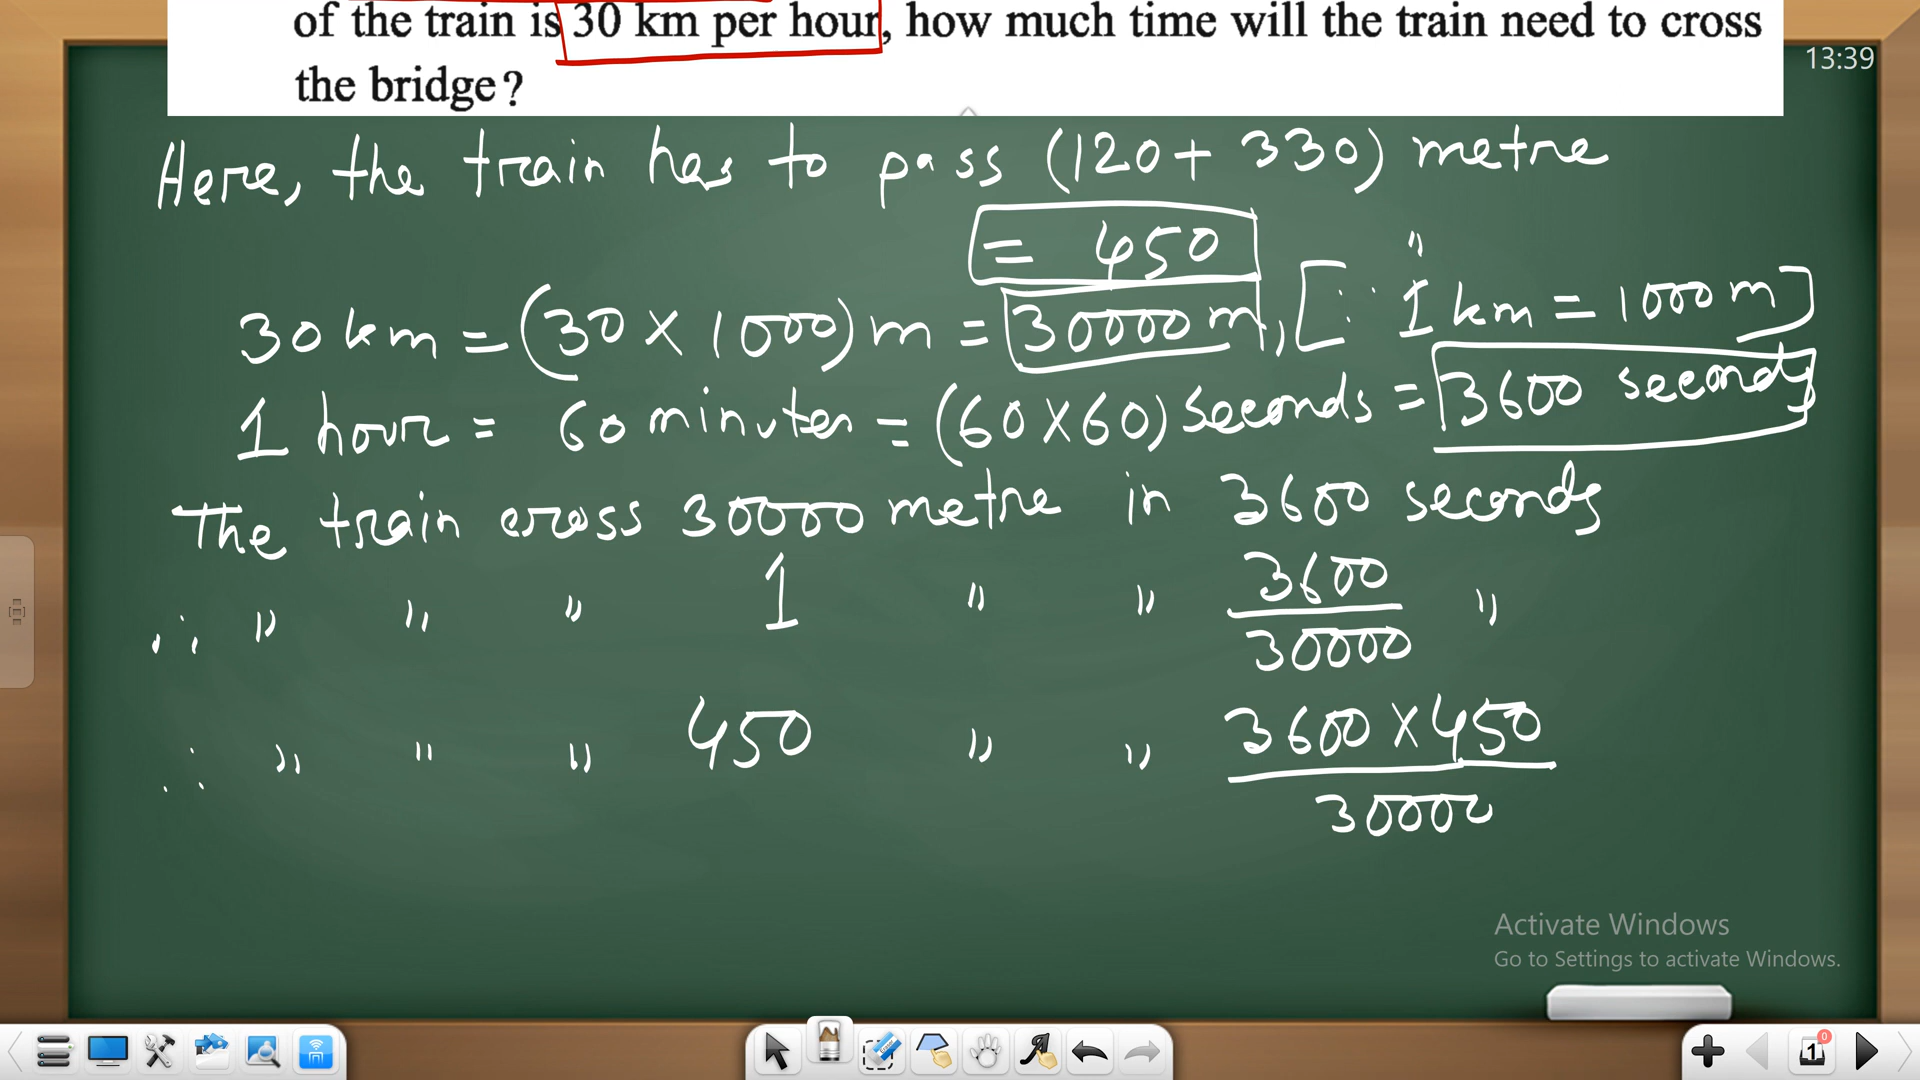 of the train is 30 km per hour, how much time will the train need to cross
the bridge?
13:39
Here, the train has to pass (120+ 330) metre
= 450 "
30 km = (30 × 1000) m = 30000 m, [∵ 1 km = 1000 m]
1 hour = 60 minutes = (60×60) seconds = 3600 seconds
The train cross 30000 metre in 3600 seconds
∴ " " " 1 " " 3600/30000 "
∴ " " " 450 " " 3600 × 450/30000
Activate Windows
Go to Settings to activate Windows.
1
0